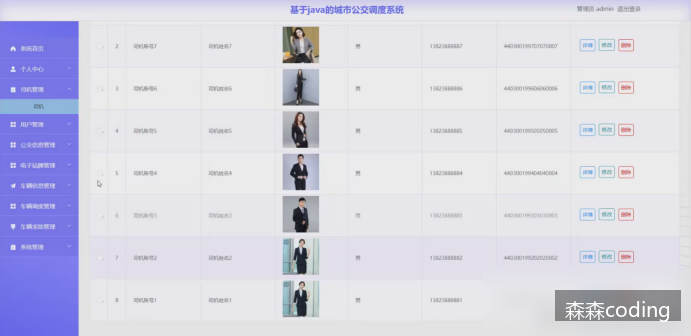 基于java的城市公交调度系统
管理员 admin 退出登录
系统首页
个人中心
司机管理
司机
用户管理
公交信息管理
电子站牌管理
车辆信息管理
车辆调度管理
车辆求助管理
系统管理
2 司机账号7 司机姓名7 男 13823888887 440300199707070007 详情 修改 删除
3 司机账号6 司机姓名6 男 13823888886 440300199606060006 详情 修改 删除
4 司机账号5 司机姓名5 男 13823888885 440300199505050005 详情 修改 删除
5 司机账号4 司机姓名4 男 13823888884 440300199404040004 详情 修改 删除
6 司机账号3 司机姓名3 男 13823888883 440300199303030003 详情 修改 删除
7 司机账号2 司机姓名2 男 13823888882 440300199202020002 详情 修改 删除
8 司机账号1 司机姓名1 男 13823888881
森森coding